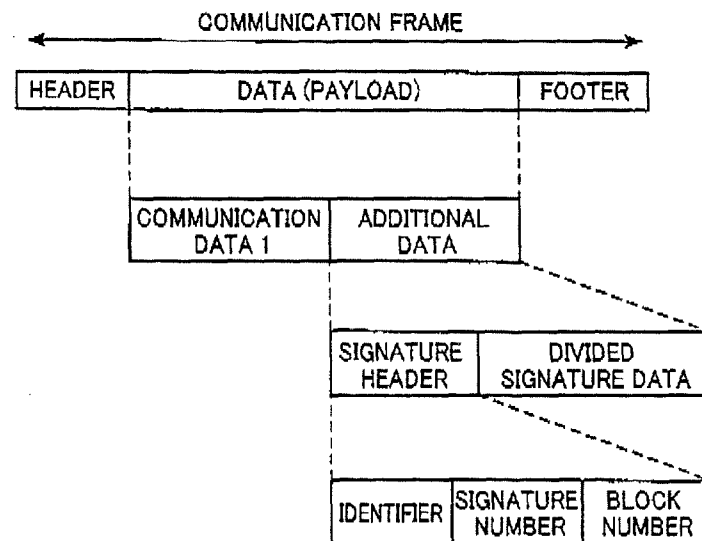 COMMUNICATION FRAME
HEADER
DATA (PAYLOAD)
FOOTER
COMMUNICATION
DATA 1
ADDITIONAL
DATA
SIGNATURE
HEADER
DIVIDED
SIGNATURE DATA
IDENTIFIER
SIGNATURE
NUMBER
BLOCK
NUMBER